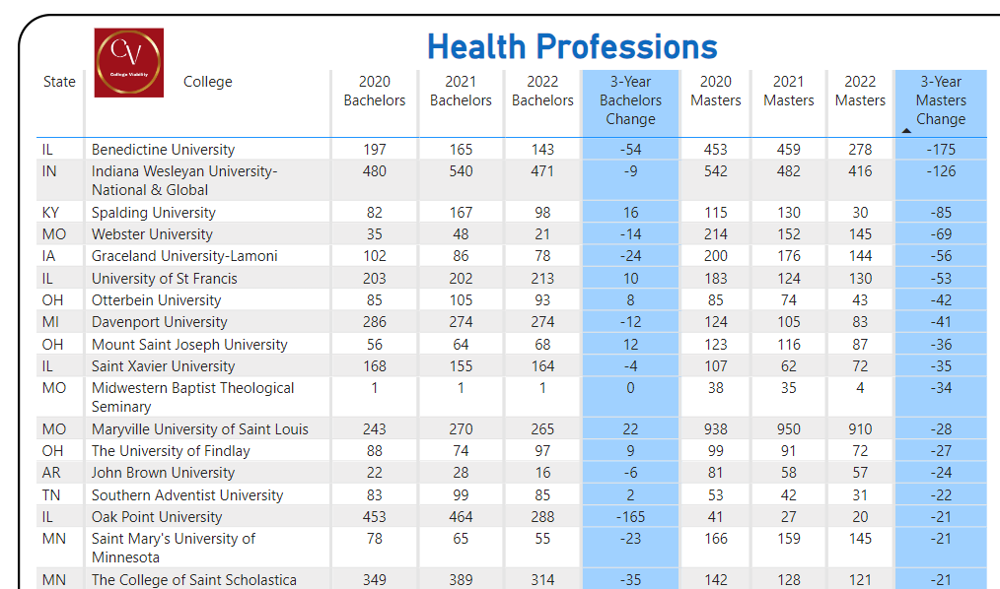 CV
College Viability
Health Professions
State College 2020 Bachelors 2021 Bachelors 2022 Bachelors 3-Year Bachelors Change 2020 Masters 2021 Masters 2022 Masters 3-Year Masters Change
IL Benedictine University 197 165 143 -54 453 459 278 -175
IN Indiana Wesleyan University- 480 540 471 -9 542 482 416 -126
National & Global
KY Spalding University 82 167 98 16 115 130 30 -85
MO Webster University 35 48 21 -14 214 152 145 -69
IA Graceland University-Lamoni 102 86 78 -24 200 176 144 -56
IL University of St Francis 203 202 213 10 183 124 130 -53
OH Otterbein University 85 105 93 8 85 74 43 -42
MI Davenport University 286 274 274 -12 124 105 83 -41
OH Mount Saint Joseph University 56 64 68 12 123 116 87 -36
IL Saint Xavier University 168 155 164 -4 107 62 72 -35
MO Midwestern Baptist Theological 1 1 1 0 38 35 4 -34
Seminary
MO Maryville University of Saint Louis 243 270 265 22 938 950 910 -28
OH The University of Findlay 88 74 97 9 99 91 72 -27
AR John Brown University 22 28 16 -6 81 58 57 -24
TN Southern Adventist University 83 99 85 2 53 42 31 -22
IL Oak Point University 453 464 288 -165 41 27 20 -21
MN Saint Mary's University of 78 65 55 -23 166 159 145 -21
Minnesota
MN The College of Saint Scholastica 349 389 314 -35 142 128 121 -21